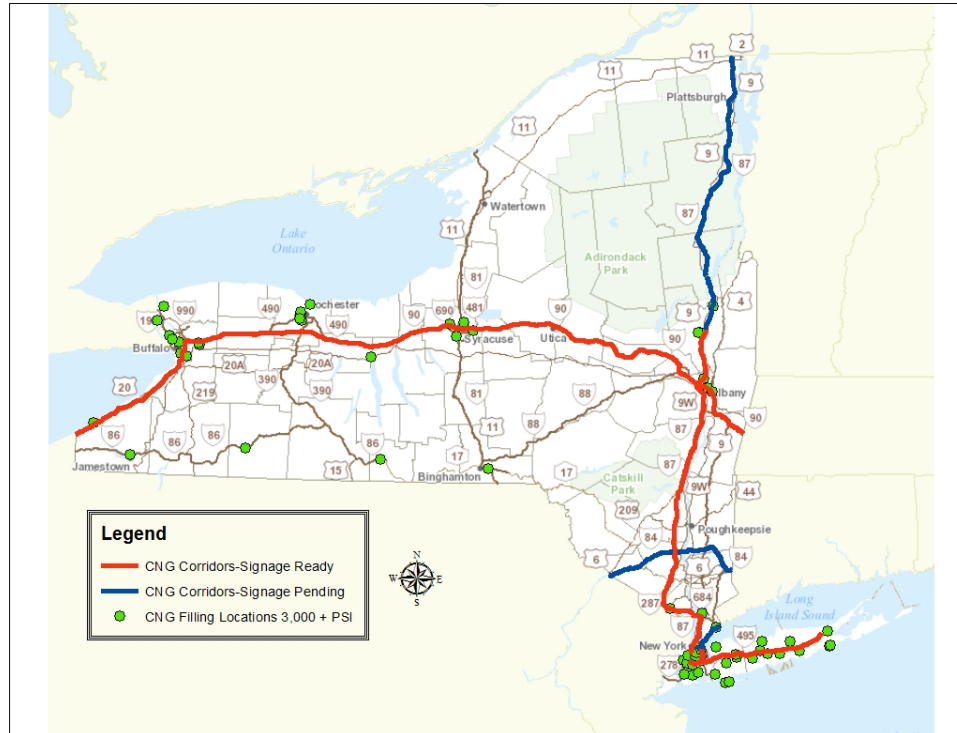 2
11
11
9
Plattsburgh
11
9
87
Watertown
87
Lake
Ontario
11
Adirondack
Park
81
990
490
Rochester
9
4
19
490
90
690
481
90
90
Buffalo
Syracuse
Utica
20A
20A
20
219
390
390
81
88
9W
Albany
90
86
86
86
11
88
87
9
86
17
Jamestown
15
Binghamton
17
87
Catskill
Park
9W
44
209
Poughkeepsie
84
6
6
84
Legend
CNG Corridors-Signage Ready
CNG Corridors-Signage Pending
CNG Filling Locations 3,000 + PSI
N
W
E
S
287
684
Long
Island Sound
87
495
New York
278